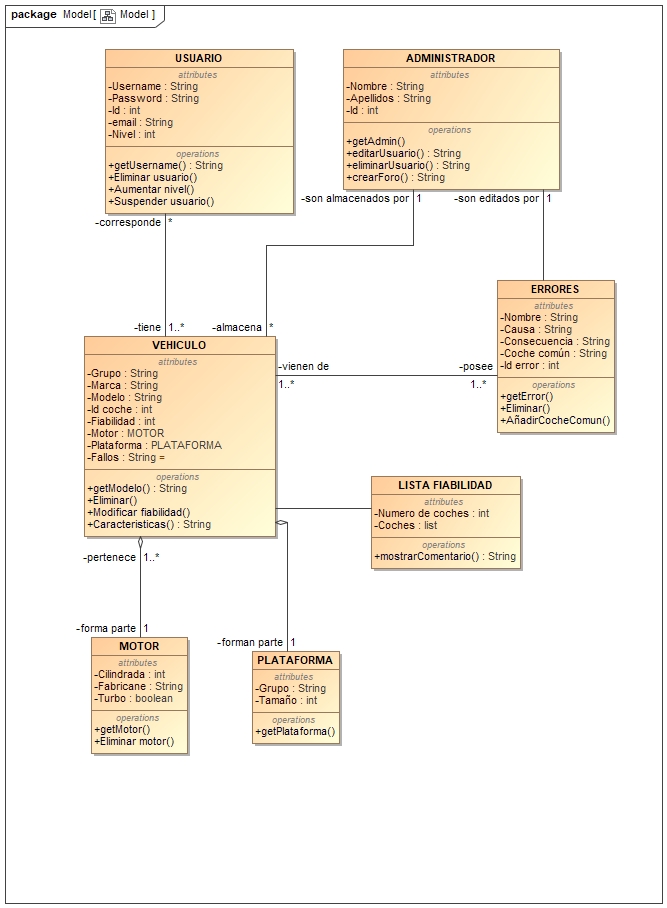 package Model [ Model ]
USUARIO
attributes
-Username : String
-Password : String
-Id : int
-email : String
-Nivel : int
operations
+getUsername() : String
+Eliminar usuario()
+Aumentar nivel()
+Suspender usuario()
ADMINISTRADOR
attributes
-Nombre : String
-Apellidos : String
-Id : int
operations
+getAdmin()
+editarUsuario() : String
+eliminarUsuario() : String
+crearForo() : String
-son almacenados por 1
-son editados por 1
-corresponde *
-tiene 1..*
-almacena *
ERRORES
attributes
-Nombre : String
-Causa : String
-Consecuencia : String
-Coche común : String
-Id error : int
operations
+getError()
+Eliminar()
+AñadirCocheComun()
VEHICULO
attributes
-Grupo : String
-Marca : String
-Modelo : String
-Id coche : int
-Fiabilidad : int
-Motor : MOTOR
-Plataforma : PLATAFORMA
-Fallos : String =
operations
+getModelo() : String
+Eliminar()
+Modificar fiabilidad()
+Caracteristicas() : String
-vienen de
1..*
-posee
1..*
LISTA FIABILIDAD
attributes
-Numero de coches : int
-Coches : list
operations
+mostrarComentario() : String
-pertenece 1..*
-forma parte 1
-forman parte 1
MOTOR
attributes
-Cilindrada : int
-Fabricane : String
-Turbo : boolean
operations
+getMotor()
+Eliminar motor()
PLATAFORMA
attributes
-Grupo : String
-Tamaño : int
operations
+getPlataforma()